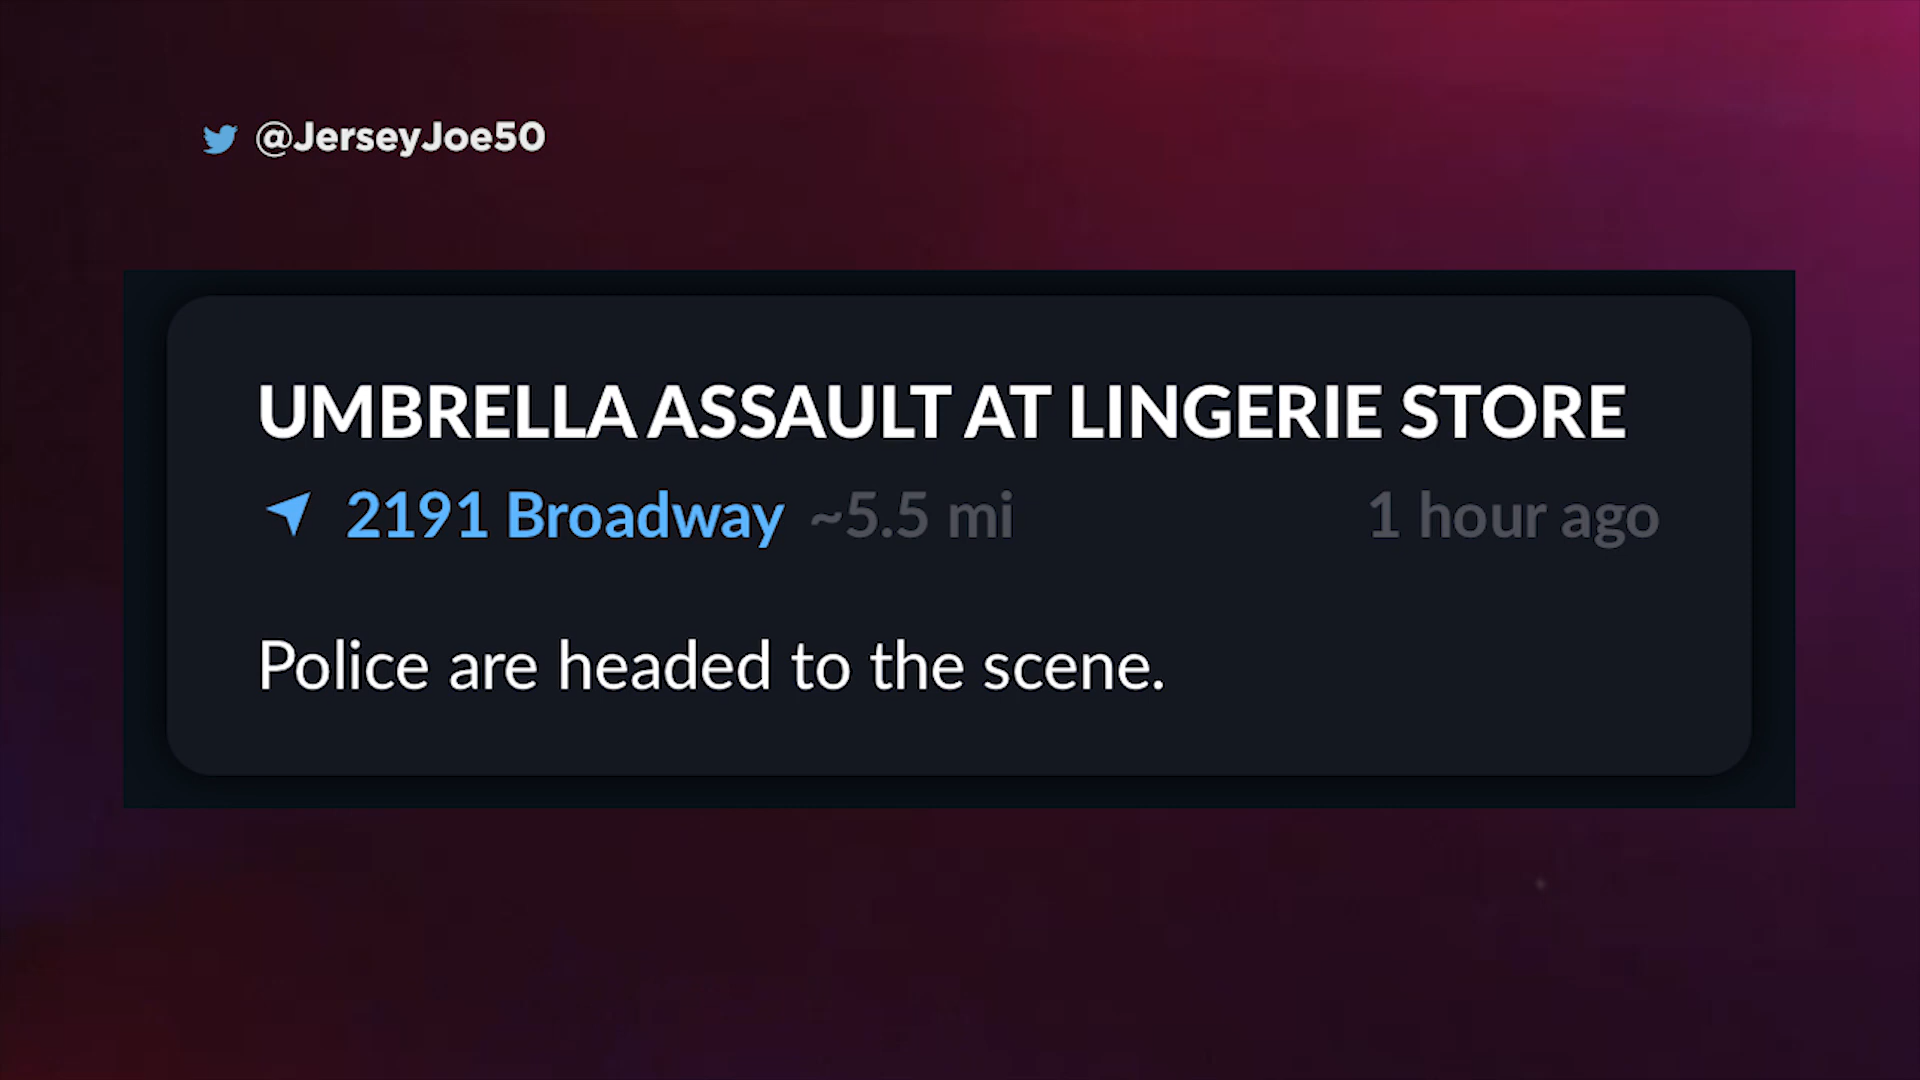 @JerseyJoe50
UMBRELLA ASSAULT AT LINGERIE STORE
2191 Broadway ~5.5 mi 1 hour ago
Police are headed to the scene.